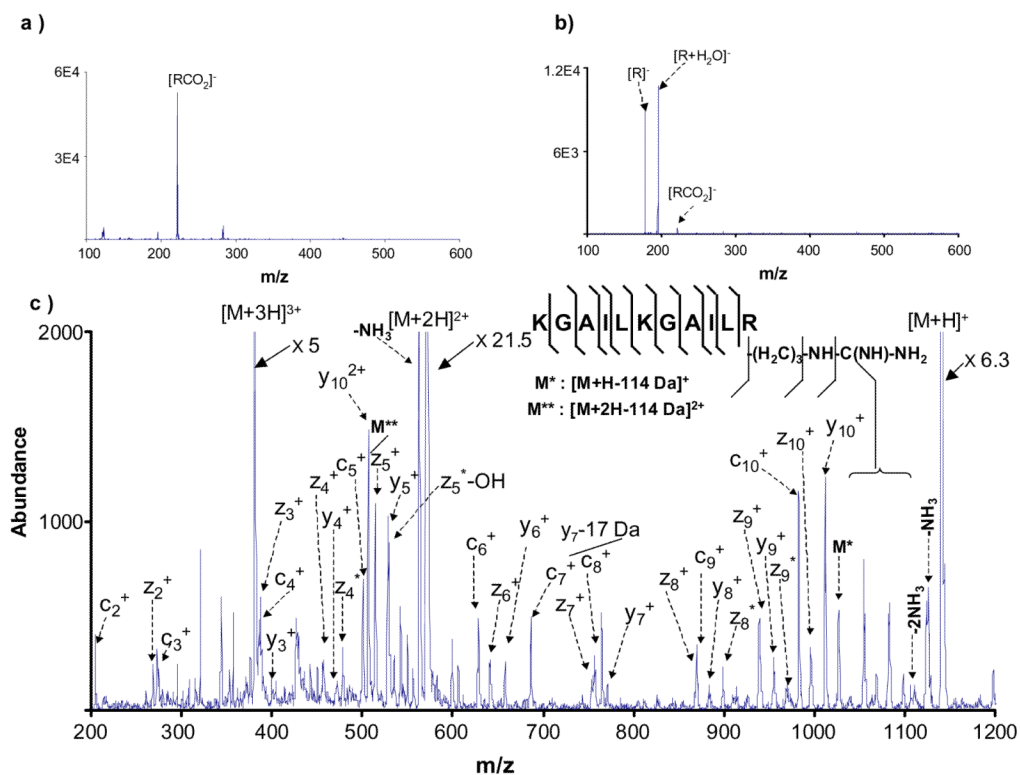 a )
6E4
3E4
[RCO₂]⁻
100 200 300 400 500 600
m/z
b)
1.2E4
6E3
[R]⁻
[R+H₂O]⁻
[RCO₂]⁻
100 200 300 400 500 600
m/z
c )
2000
1000
Abundance
[M+3H]³⁺
X 5
-NH₃
[M+2H]²⁺
X 21.5
KGAILKGAILR
-(H₂C)₃-NH-C(NH)-NH₂
M* : [M+H-114 Da]⁺
M** : [M+2H-114 Da]²⁺
[M+H]⁺
X 6.3
c₂⁺
z₂⁺
c₃⁺
z₃⁺
c₄⁺
y₃⁺
z₄⁺
y₄⁺
z₄*
c₅⁺
y₁₀²⁺
M**
z₅⁺
y₅⁺
z₅*-OH
c₆⁺
z₆⁺
y₆⁺
y₇-17 Da
c₇⁺
z₇⁺
c₈⁺
y₇⁺
z₈⁺
c₉⁺
y₈⁺
z₈*
z₉⁺
y₉⁺
z₉*
c₁₀⁺
z₁₀⁺
y₁₀⁺
M*
-2NH₃
-NH₃
200 300 400 500 600 700 800 900 1000 1100 1200
m/z